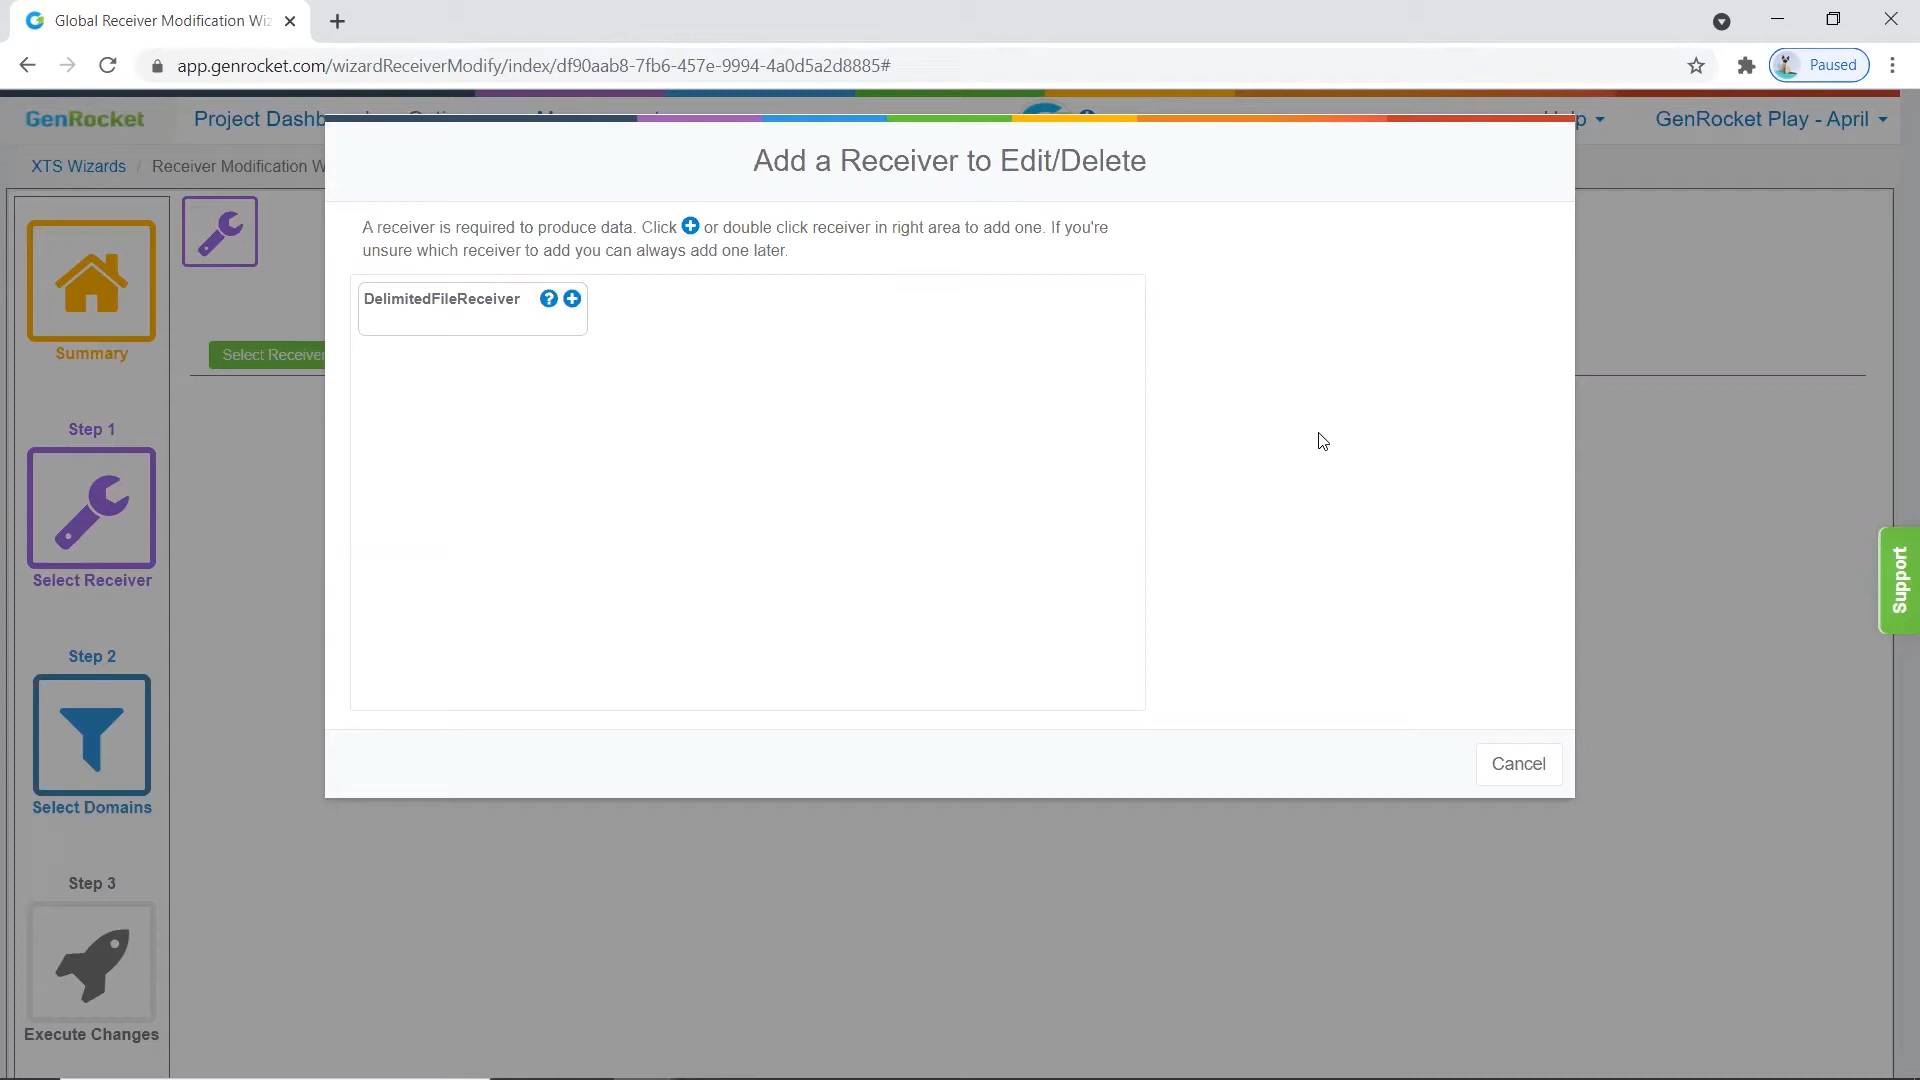 Global Receiver Modification Wiz
app.genrocket.com/wizardReceiverModify/index/df90aab8-7fb6-457e-9994-4a0d5a2d8885#
Paused
GenRocket
Project Dashb
GenRocket Play - April
XTS Wizards / Receiver Modification W
Add a Receiver to Edit/Delete
A receiver is required to produce data. Click + or double click receiver in right area to add one. If you're
unsure which receiver to add you can always add one later.
DelimitedFileReceiver ? +
Summary
Select Receiver
Step 1
Select Receiver
Support
Step 2
Cancel
Select Domains
Step 3
Execute Changes